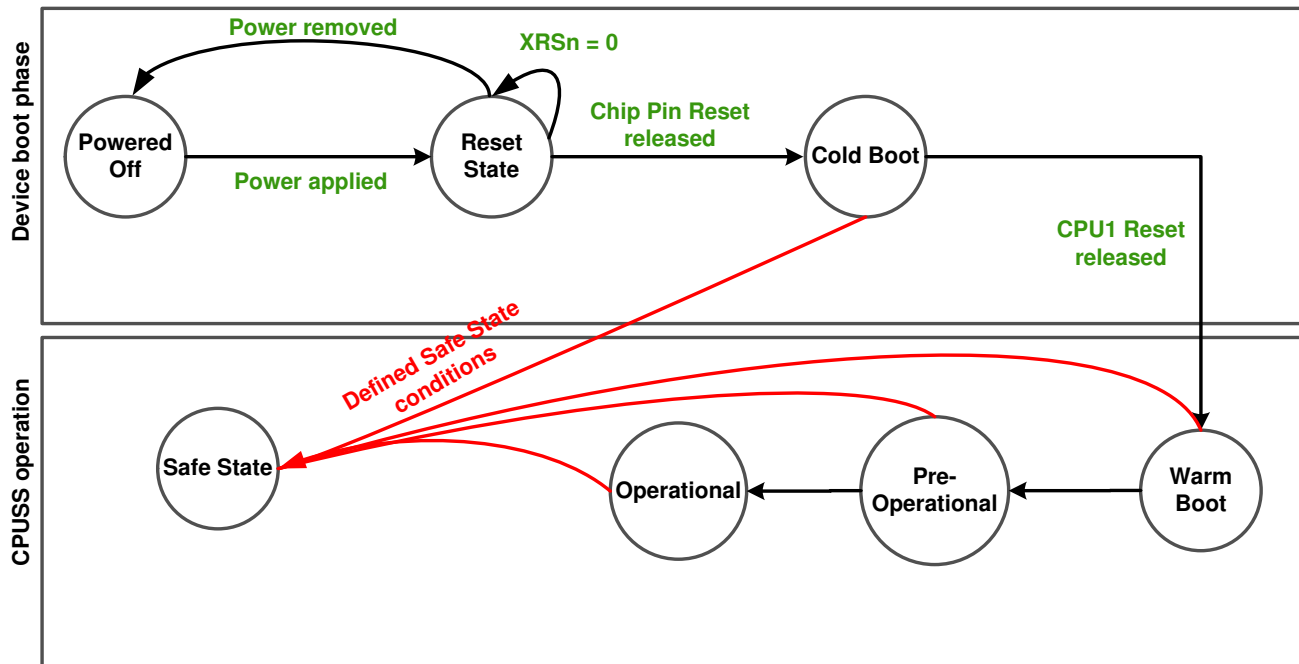 Device boot phase
Power removed
XRSn = 0
Powered
Off
Power applied
Reset
State
Chip Pin Reset
released
Cold Boot
CPU1 Reset
released
CPUSS operation
Defined Safe State
conditions
Safe State
Operational
Pre-
Operational
Warm
Boot